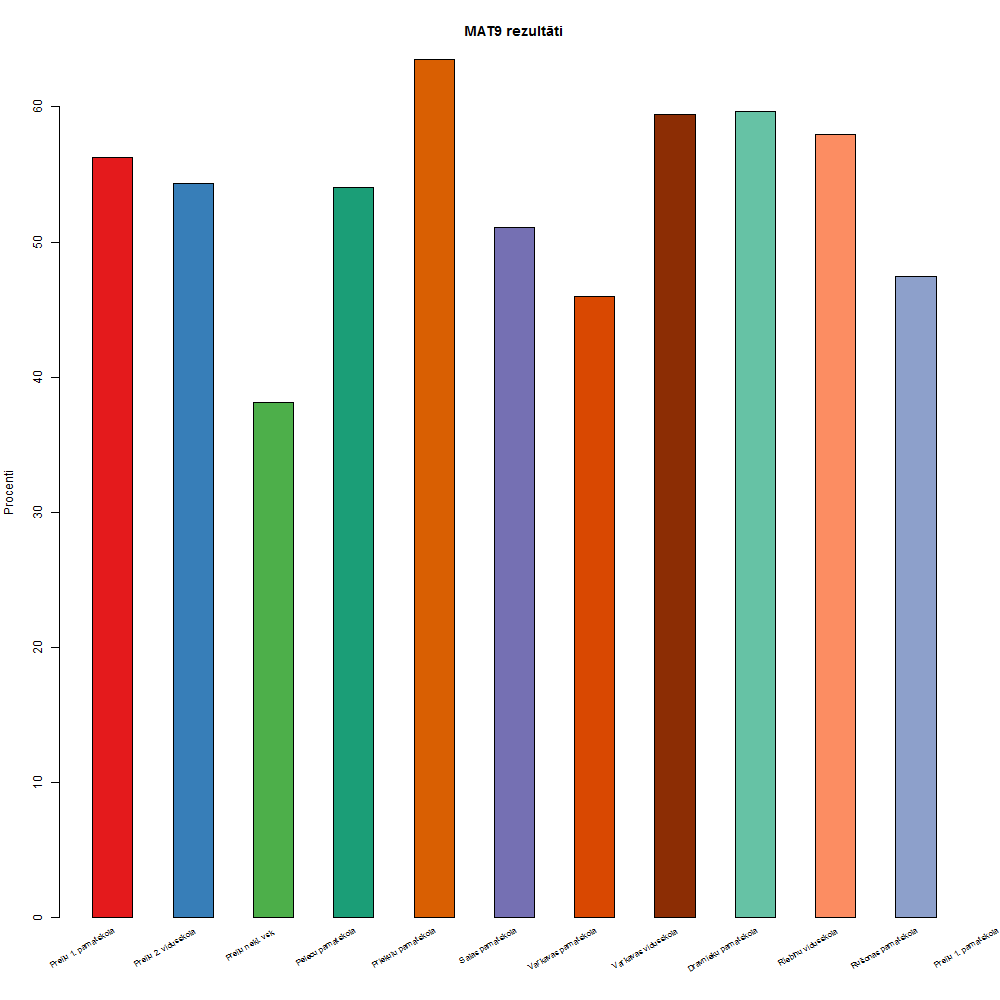 MAT9 rezultāti
Procenti
60
50
40
30
20
10
0
Preiļu 1. pamatskola
Preiļu 2. vidusskola
Preiļu nekl. vsk.
Pelēču pamatskola
Priekuļu pamatskola
Salas pamatskola
Vārkavas pamatskola
Vārkavas vidusskola
Dravnieku pamatskola
Riebiņu vidusskola
Rušonas pamatskola
Preiļu 1. pamatskola